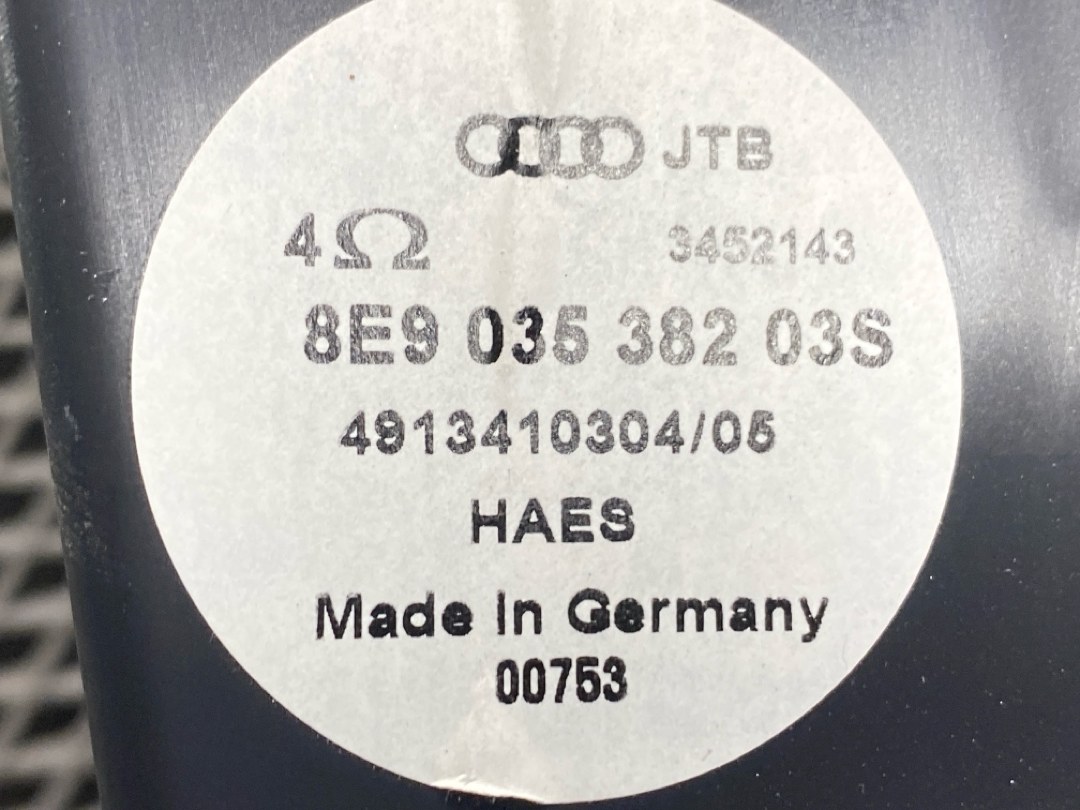 JTB
4Ω 3452143
8E9 035 382 03S
4913410304/05
HAES
Made In Germany
00753